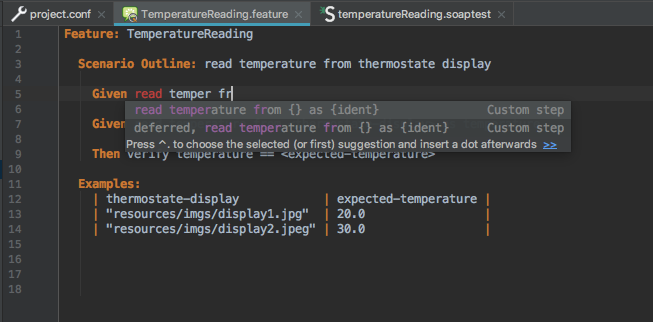 project.conf × TemperatureReading.feature × temperatureReading.soaptest ×
1 Feature: TemperatureReading
2
3 Scenario Outline: read temperature from thermostate display
4
5 Given read temper fr
6 read temperature from {} as {ident} Custom step
7 Given deferred, read temperature from {} as {ident} Custom step
8 Press ^. to choose the selected (or first) suggestion and insert a dot afterwards >>
9 Then verify temperature == <expected-temperature>
10
11 Examples:
12 | thermostate-display | expected-temperature |
13 | "resources/imgs/display1.jpg" | 20.0 |
14 | "resources/imgs/display2.jpeg" | 30.0 |
15
16
17
18